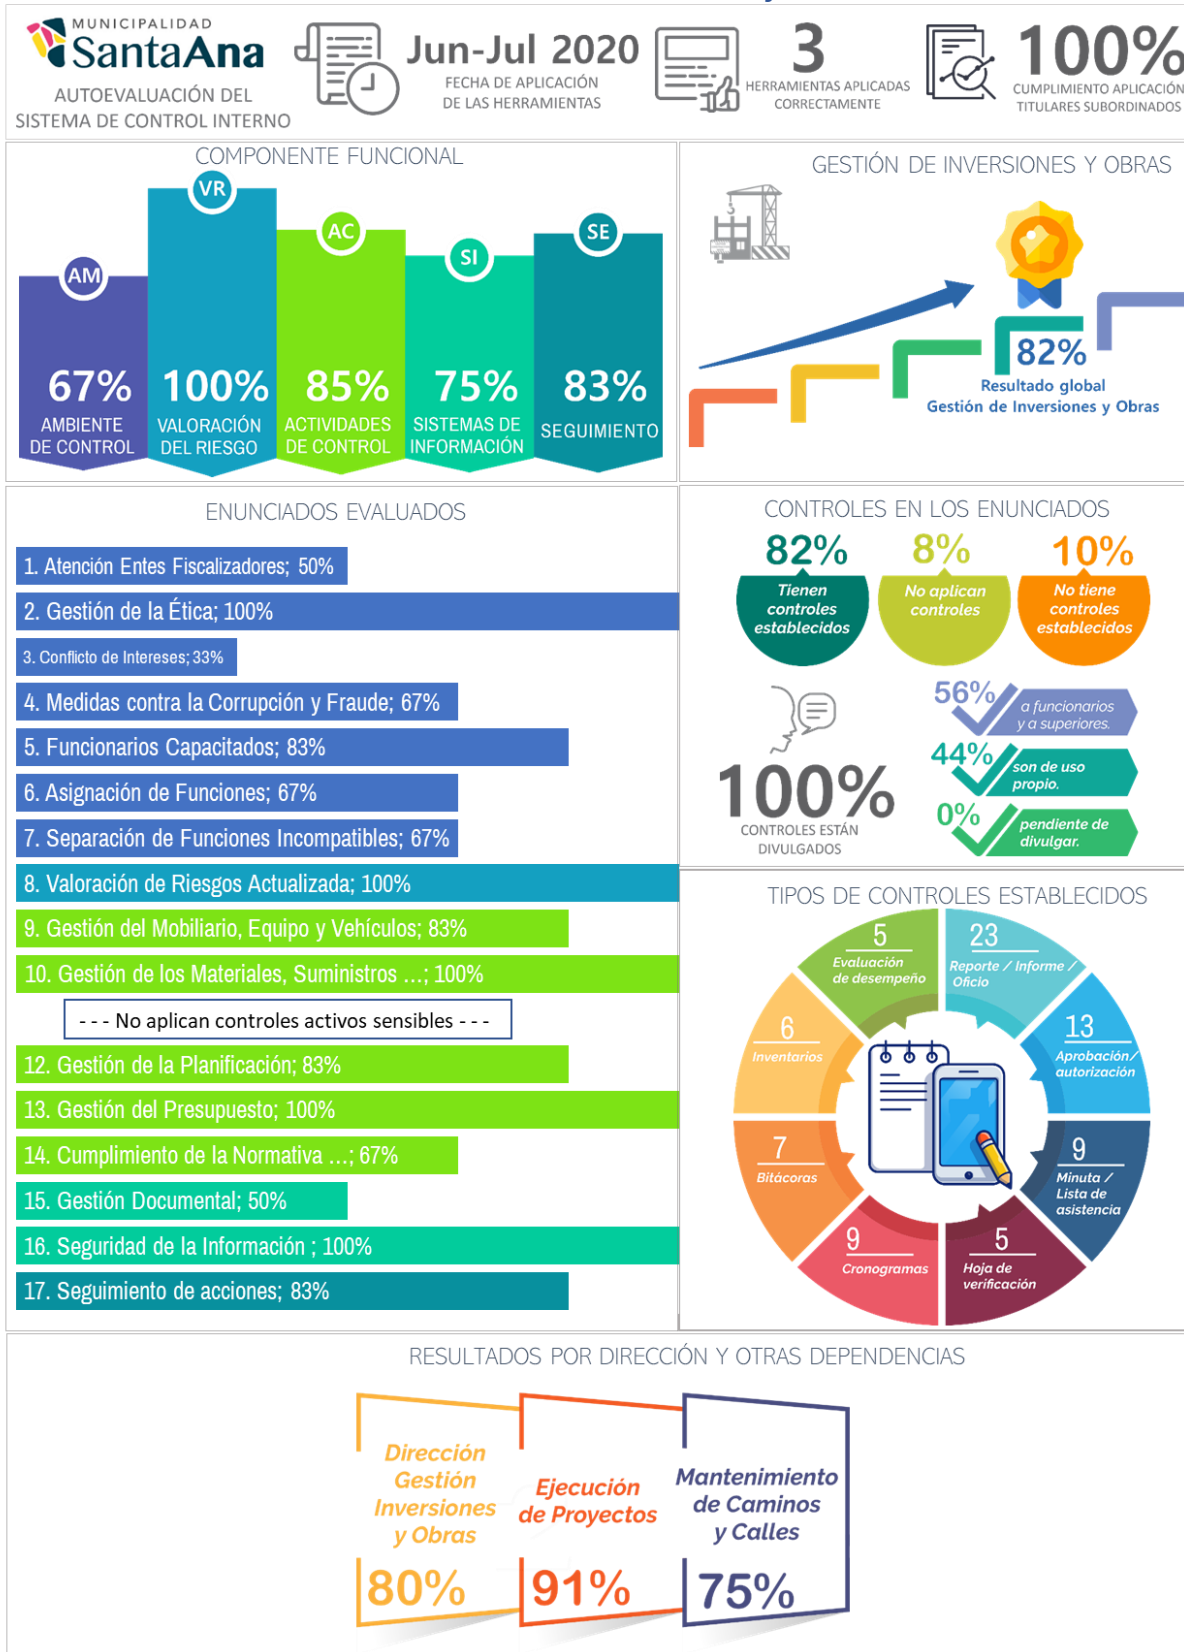 MUNICIPALIDAD
SantaAna
AUTOEVALUACIÓN DEL
SISTEMA DE CONTROL INTERNO
Jun-Jul 2020
FECHA DE APLICACIÓN
DE LAS HERRAMIENTAS
3
HERRAMIENTAS APLICADAS
CORRECTAMENTE
100%
CUMPLIMIENTO APLICACIÓN
TITULARES SUBORDINADOS
COMPONENTE FUNCIONAL
AM
67%
AMBIENTE
DE CONTROL
VR
100%
VALORACIÓN
DEL RIESGO
AC
85%
ACTIVIDADES
DE CONTROL
SI
75%
SISTEMAS DE
INFORMACIÓN
SE
83%
SEGUIMIENTO
GESTIÓN DE INVERSIONES Y OBRAS
82%
Resultado global
Gestión de Inversiones y Obras
ENUNCIADOS EVALUADOS
1. Atención Entes Fiscalizadores; 50%
2. Gestión de la Ética; 100%
3. Conflicto de Intereses; 33%
4. Medidas contra la Corrupción y Fraude; 67%
5. Funcionarios Capacitados; 83%
6. Asignación de Funciones; 67%
7. Separación de Funciones Incompatibles; 67%
8. Valoración de Riesgos Actualizada; 100%
9. Gestión del Mobiliario, Equipo y Vehículos; 83%
10. Gestión de los Materiales, Suministros ...; 100%
- - - No aplican controles activos sensibles - - -
12. Gestión de la Planificación; 83%
13. Gestión del Presupuesto; 100%
14. Cumplimiento de la Normativa ...; 67%
15. Gestión Documental; 50%
16. Seguridad de la Información ; 100%
17. Seguimiento de acciones; 83%
CONTROLES EN LOS ENUNCIADOS
82%
Tienen
controles
establecidos
8%
No aplican
controles
10%
No tiene
controles
establecidos
100%
CONTROLES ESTÁN
DIVULGADOS
56%
a funcionarios
y a superiores.
44%
son de uso
propio.
0%
pendiente de
divulgar.
TIPOS DE CONTROLES ESTABLECIDOS
5
Evaluación
de desempeño
23
Reporte / Informe /
Oficio
13
Aprobación/
autorización
9
Minuta /
Lista de
asistencia
5
Hoja de
verificación
9
Cronogramas
7
Bitácoras
6
Inventarios
RESULTADOS POR DIRECCIÓN Y OTRAS DEPENDENCIAS
Dirección
Gestión
Inversiones
y Obras
80%
Ejecución
de Proyectos
91%
Mantenimiento
de Caminos
y Calles
75%